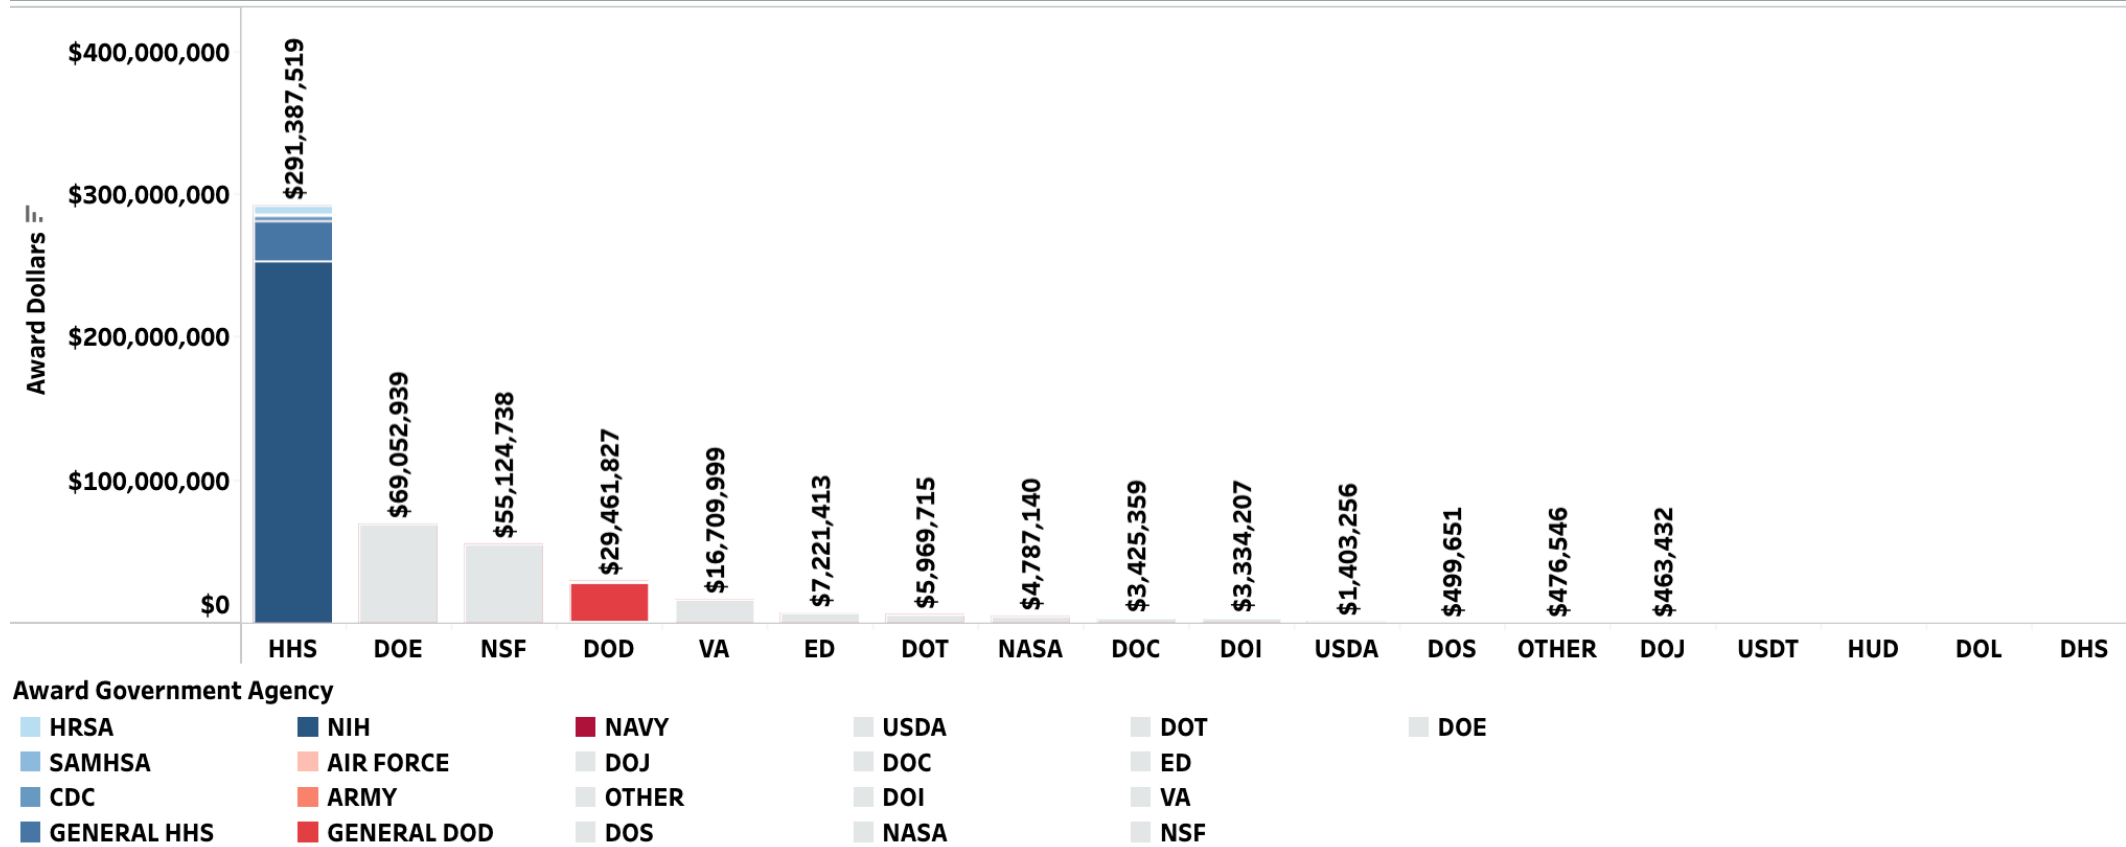 $400,000,000
$300,000,000
$200,000,000
$100,000,000
$0
Award Dollars
$291,387,519
$69,052,939
$55,124,738
$29,461,827
$16,709,999
$7,221,413
$5,969,715
$4,787,140
$3,425,359
$3,334,207
$1,403,256
$499,651
$476,546
$463,432
HHS DOE NSF DOD VA ED DOT NASA DOC DOI USDA DOS OTHER DOJ USDT HUD DOL DHS
Award Government Agency
HRSA NIH NAVY USDA DOT DOE
SAMHSA AIR FORCE DOJ DOC ED
CDC ARMY OTHER DOI VA
GENERAL HHS GENERAL DOD DOS NASA NSF